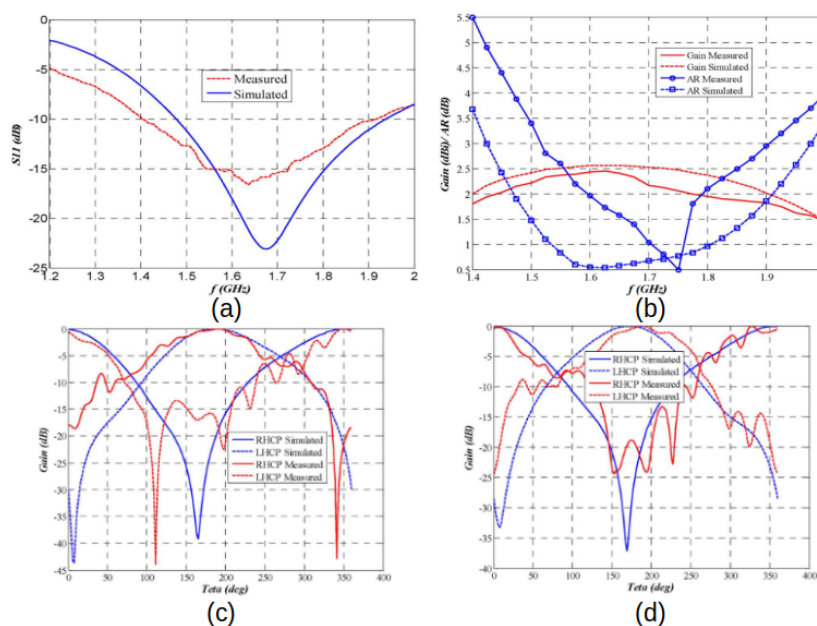 0
-5
-10
-15
-20
-25
1.2 1.3 1.4 1.5 1.6 1.7 1.8 1.9 2
S11 (dB)
f (GHz)
Measured
Simulated
(a)
5.5
5
4.5
4
3.5
3
2.5
2
1.5
1
0.5
1.4 1.5 1.6 1.7 1.8 1.9
Gain (dBi)/ AR (dB)
f (GHz)
Gain Measured
Gain Simulated
AR Measured
AR Simulated
(b)
0
-5
-10
-15
-20
-25
-30
-35
-40
-45
0 50 100 150 200 250 300 350 400
Gain (dB)
Teta (deg)
RHCP Simulated
LHCP Simulated
RHCP Measured
LHCP Measured
(c)
0
-5
-10
-15
-20
-25
-30
-35
-40
0 50 100 150 200 250 300 350 400
Gain (dB)
Teta (deg)
RHCP Simulated
LHCP Simulated
RHCP Measured
LHCP Measured
(d)